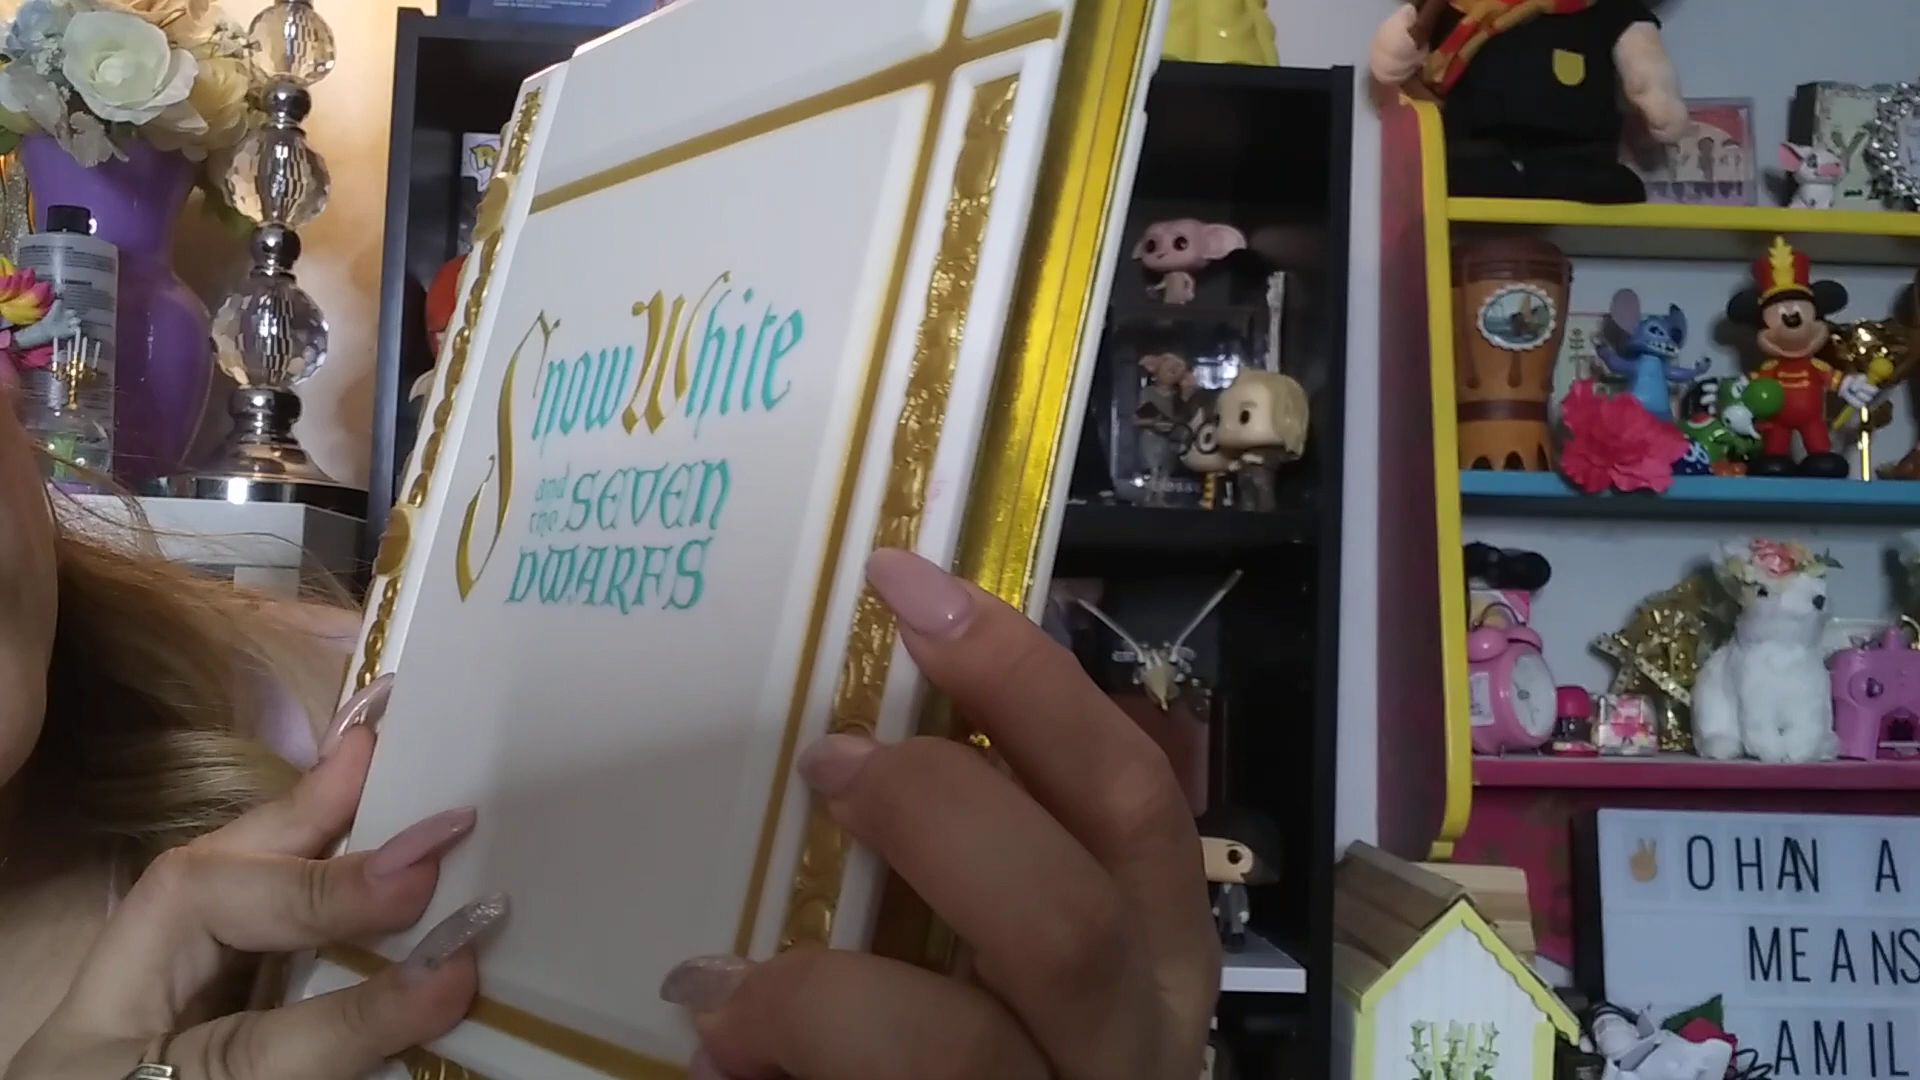 Snow White
and
the SEVEN
DWARFS
OHAN A
MEANS
AMIL